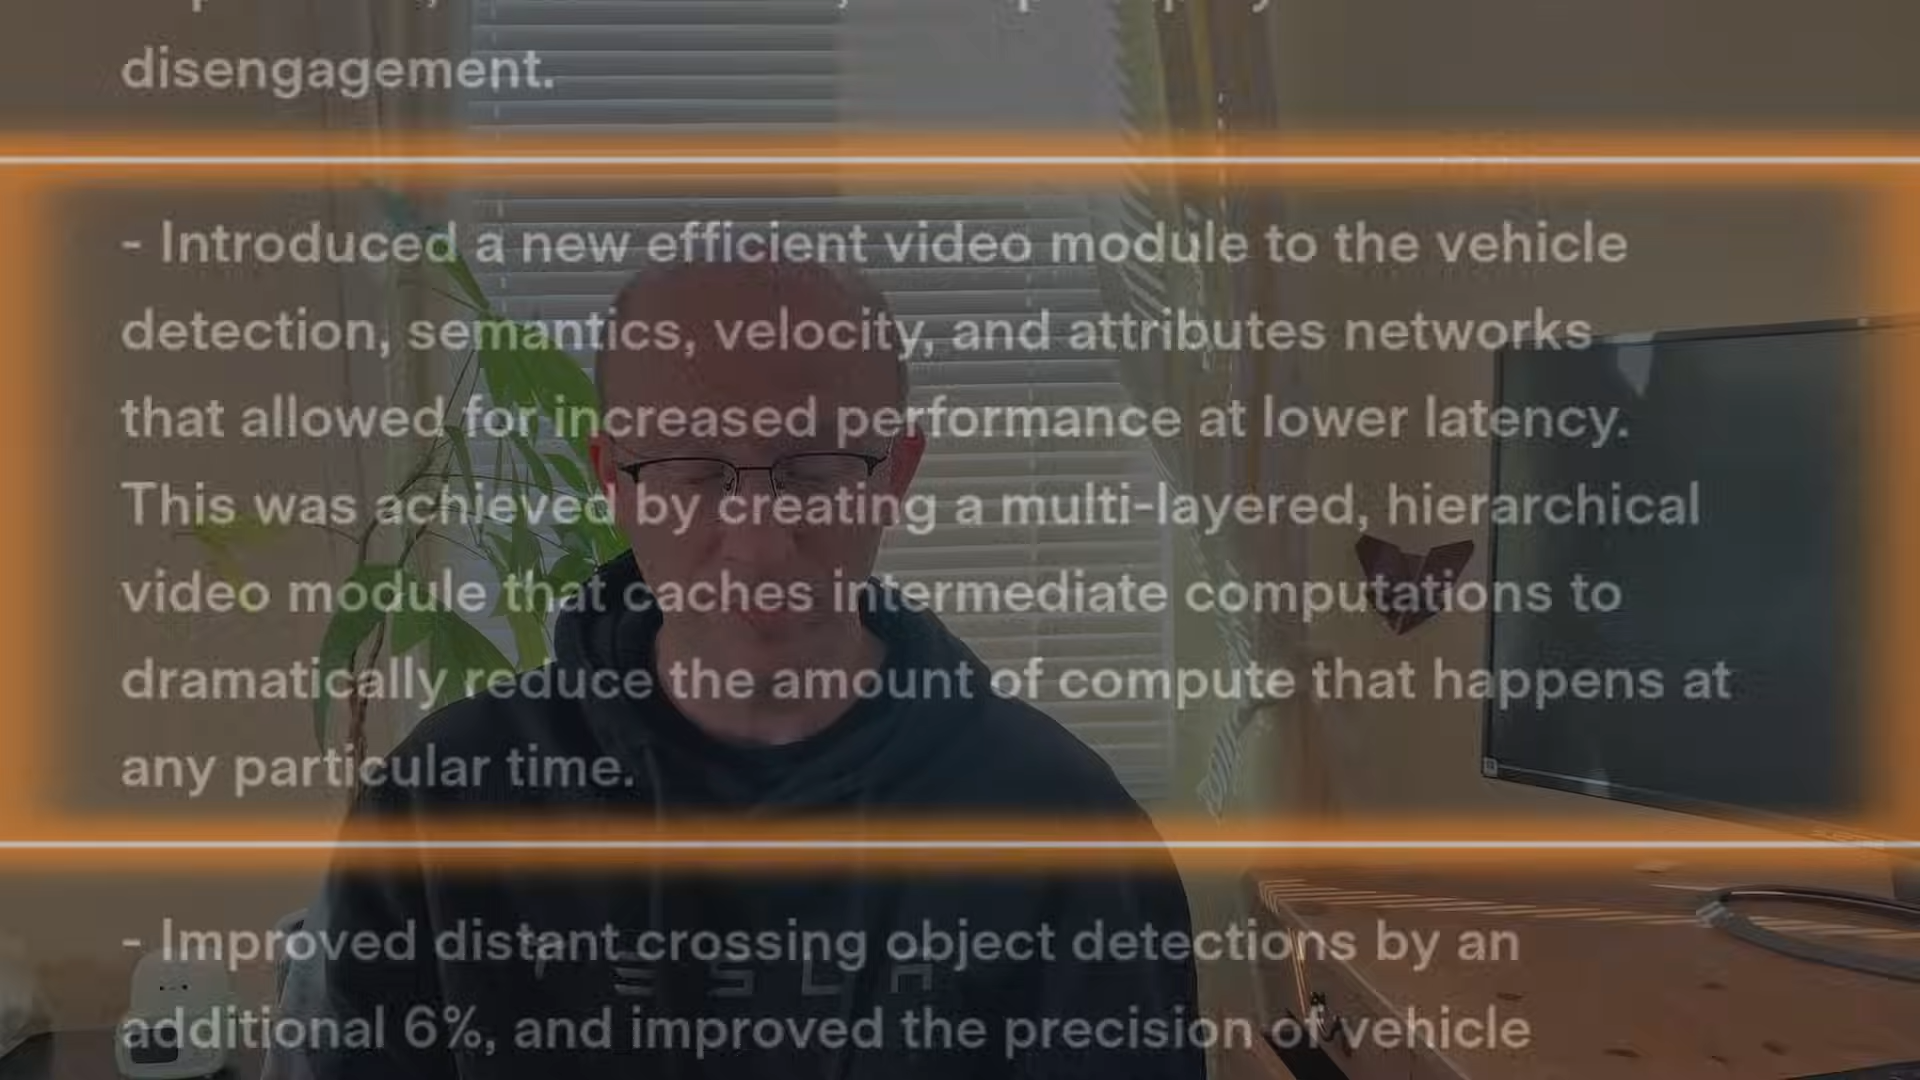 disengagement.
- Introduced a new efficient video module to the vehicle
detection, semantics, velocity, and attributes networks
that allowed for increased performance at lower latency.
This was achieved by creating a multi-layered, hierarchical
video module that caches intermediate computations to
dramatically reduce the amount of compute that happens at
any particular time.
- Improved distant crossing object detections by an
TESLA
additional 6%, and improved the precision of vehicle